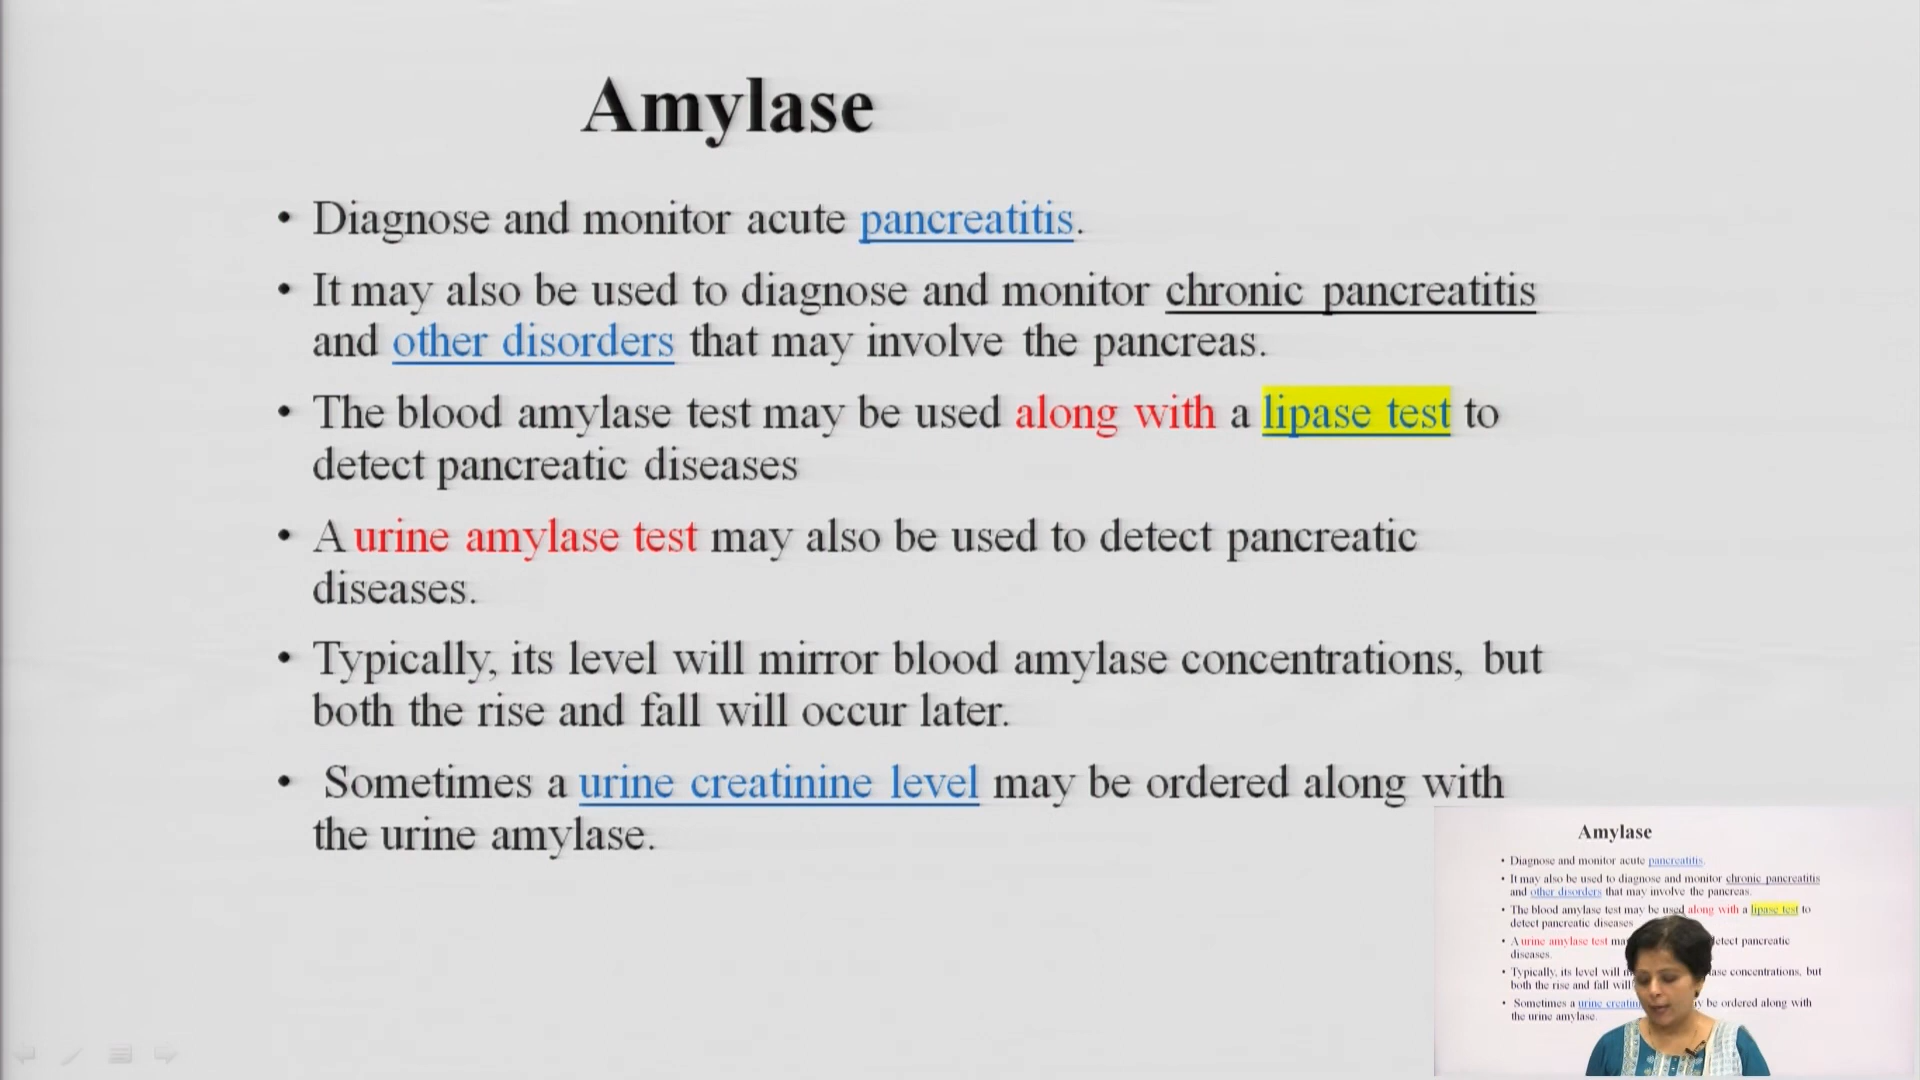 Amylase
• Diagnose and monitor acute pancreatitis.
• It may also be used to diagnose and monitor chronic pancreatitis
and other disorders that may involve the pancreas.
• The blood amylase test may be used along with a lipase test to
detect pancreatic diseases
• A urine amylase test may also be used to detect pancreatic
diseases.
• Typically, its level will mirror blood amylase concentrations, but
both the rise and fall will occur later.
• Sometimes a urine creatinine level may be ordered along with
the urine amylase.
Amylase
• Diagnose and monitor acute pancreatitis.
• It may also be used to diagnose and monitor chronic pancreatitis
and other disorders that may involve the pancreas.
• The blood amylase test may be used along with a lipase test to
detect pancreatic diseases
• A urine amylase test detect pancreatic
diseases.
• Typically, its level will concentrations, but
both the rise and fall will
• Sometimes a urine be ordered along with
the urine amylase.